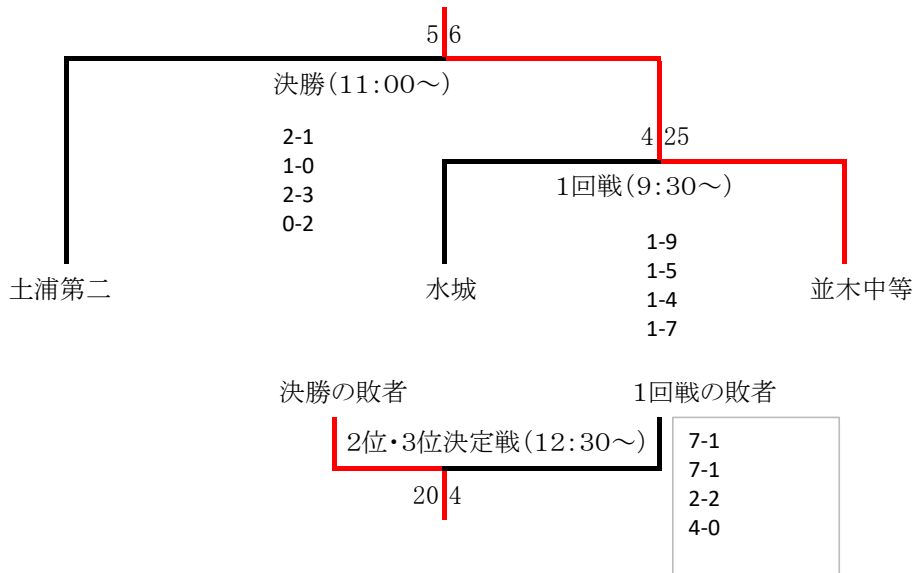 5 6
決勝(11:00～)
2-1
1-0
2-3
0-2
4 25
1回戦(9:30～)
1-9
1-5
1-4
1-7
土浦第二
水城
並木中等
決勝の敗者
1回戦の敗者
2位・3位決定戦(12:30～)
20 4
7-1
7-1
2-2
4-0